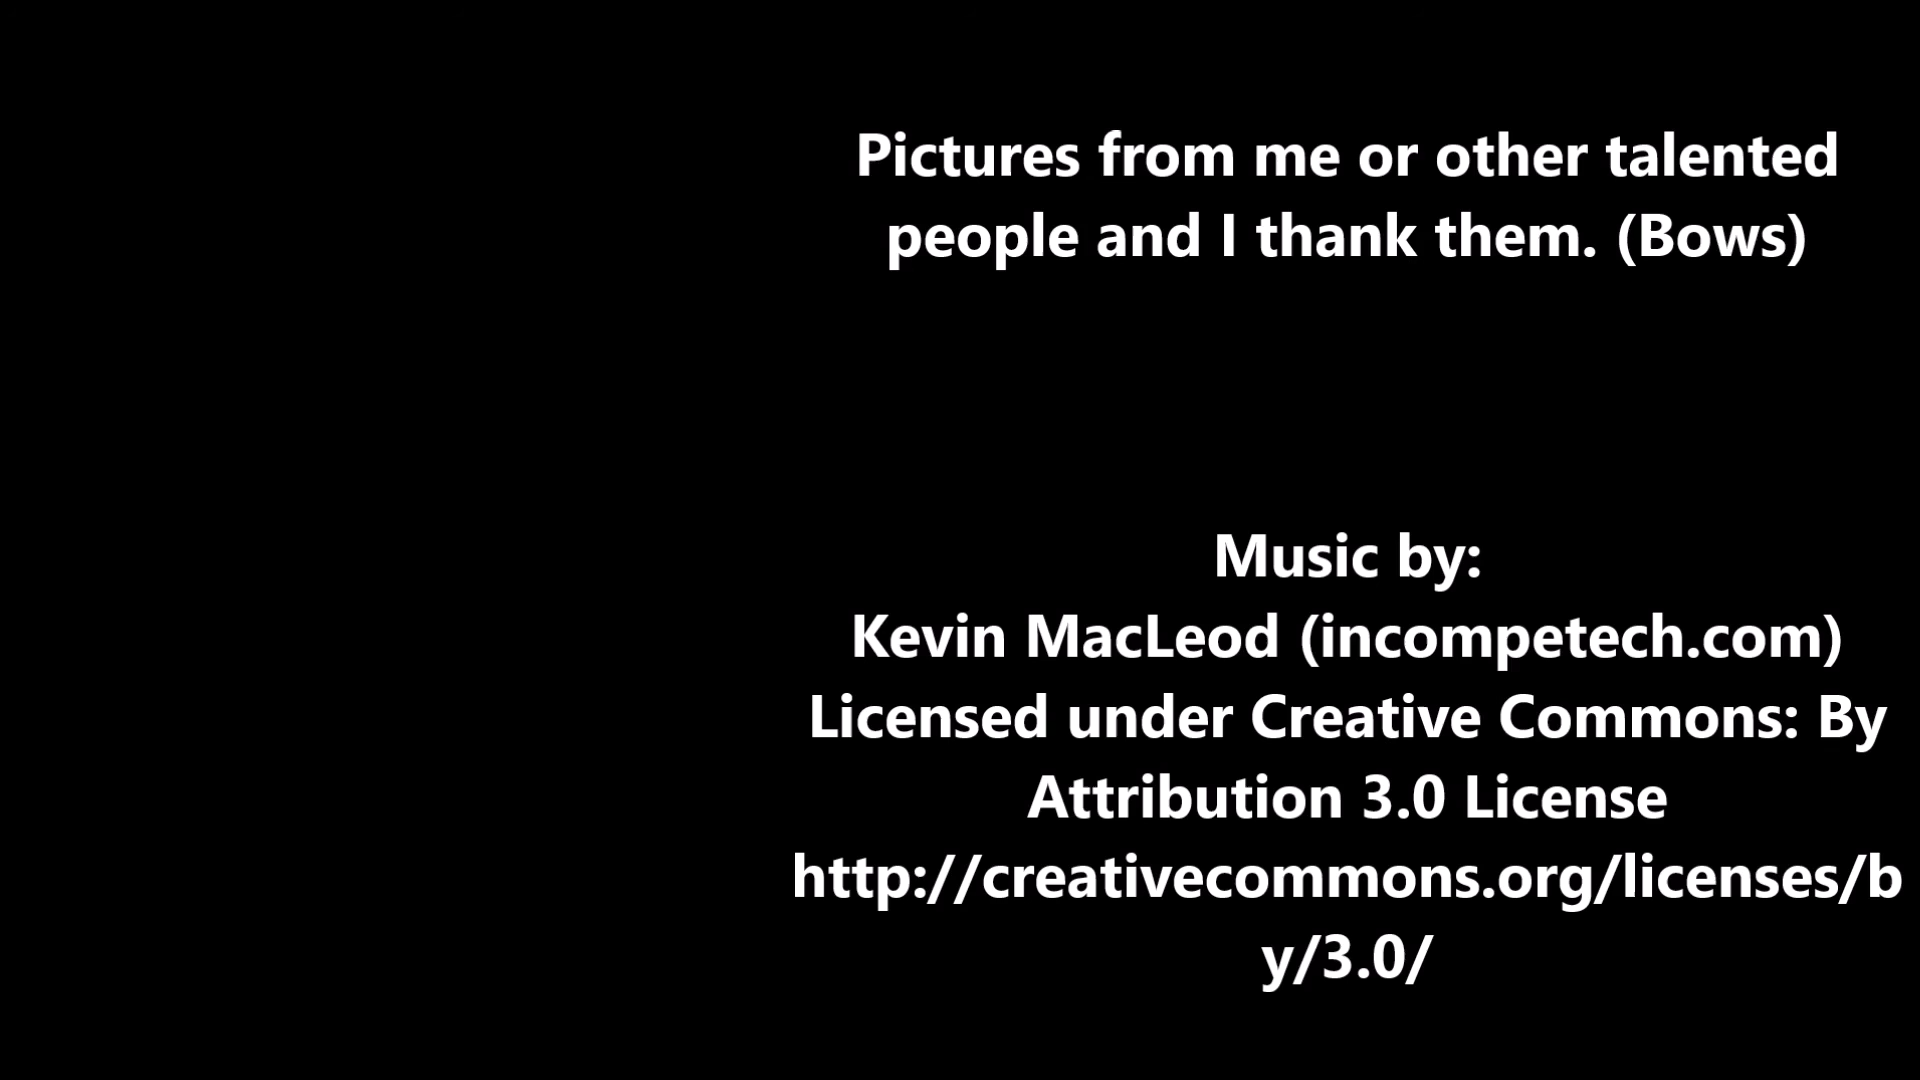 Pictures from me or other talented
people and I thank them. (Bows)
Music by:
Kevin MacLeod (incompetech.com)
Licensed under Creative Commons: By
Attribution 3.0 License
http://creativecommons.org/licenses/b
y/3.0/